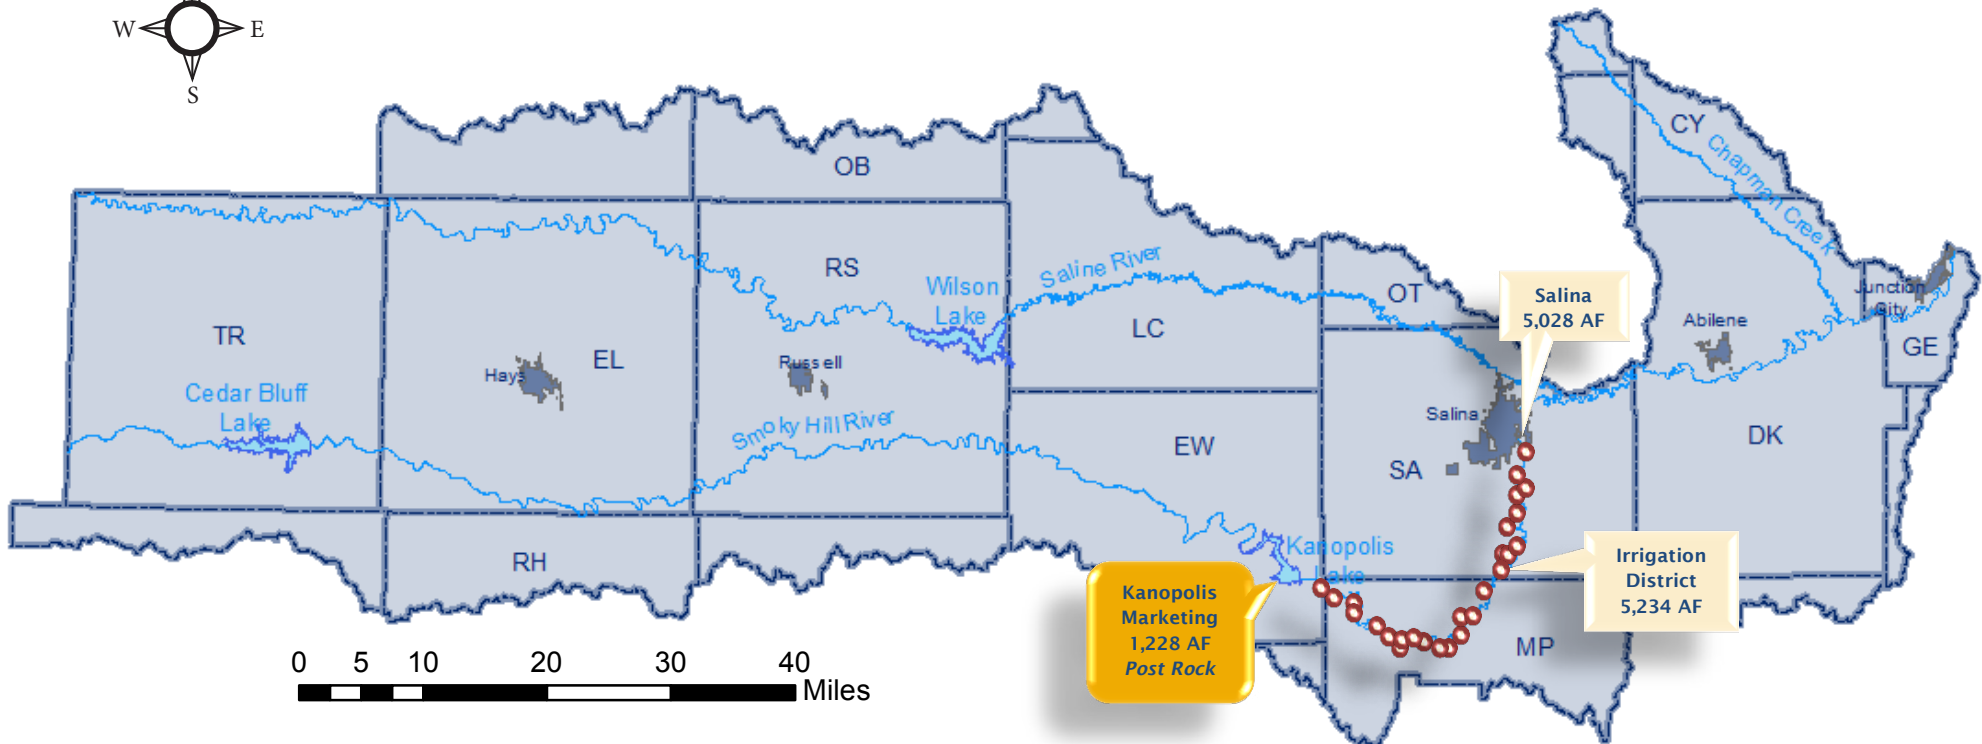 W
E
S
CY
Chapman Creek
OB
RS
Wilson
Lake
Saline River
OT
Salina
5,028 AF
Junction
City
TR
EL
Hays
Russell
LC
Abilene
GE
Cedar Bluff
Lake
Smoky Hill River
EW
Salina
SA
DK
RH
Kanopolis
Lake
Irrigation
District
5,234 AF
Kanopolis
Marketing
1,228 AF
Post Rock
MP
0 5 10 20 30 40
Miles